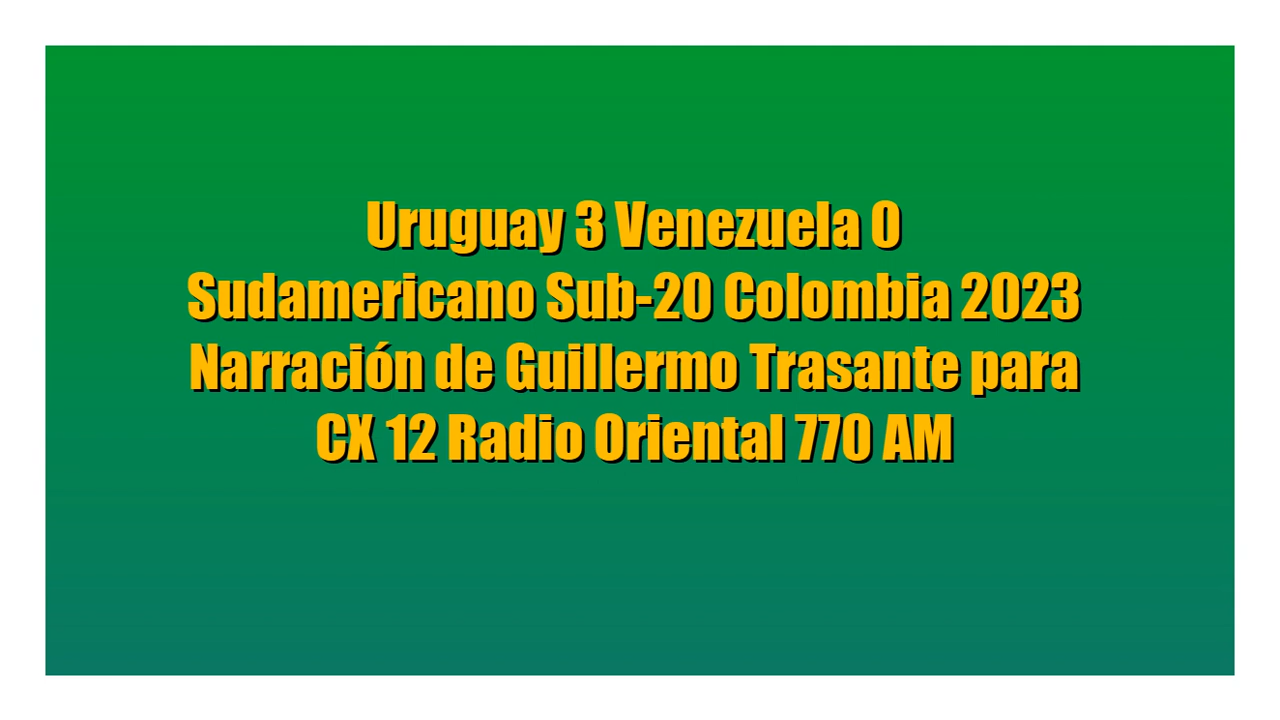 Uruguay 3 Venezuela 0
Sudamericano Sub-20 Colombia 2023
Narración de Guillermo Trasante para
CX 12 Radio Oriental 770 AM